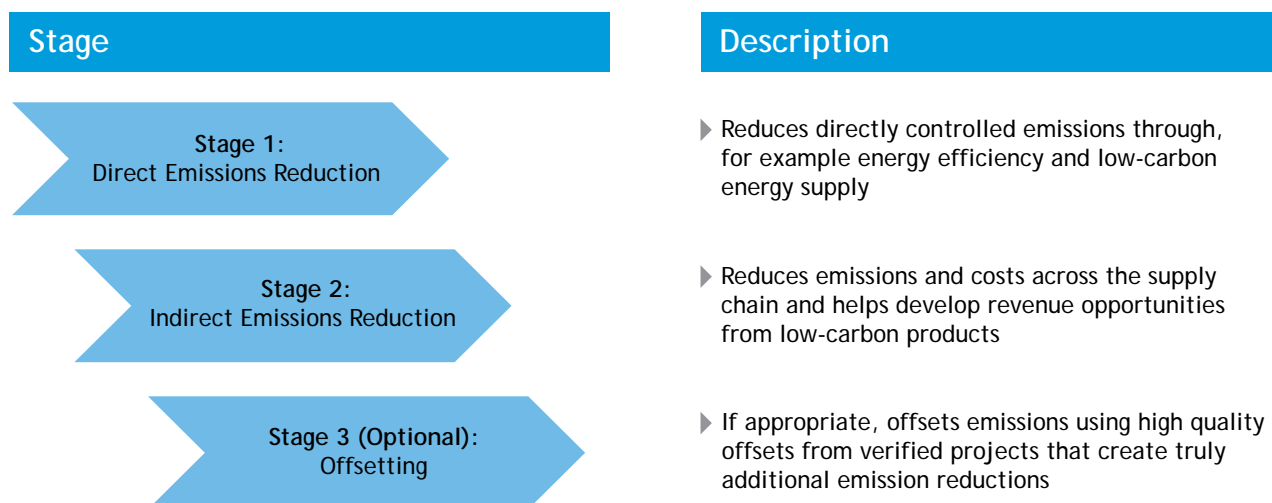 Stage
Description
Stage 1:
Direct Emissions Reduction
Reduces directly controlled emissions through,
for example energy efficiency and low-carbon
energy supply
Stage 2:
Indirect Emissions Reduction
Reduces emissions and costs across the supply
chain and helps develop revenue opportunities
from low-carbon products
Stage 3 (Optional):
Offsetting
If appropriate, offsets emissions using high quality
offsets from verified projects that create truly
additional emission reductions